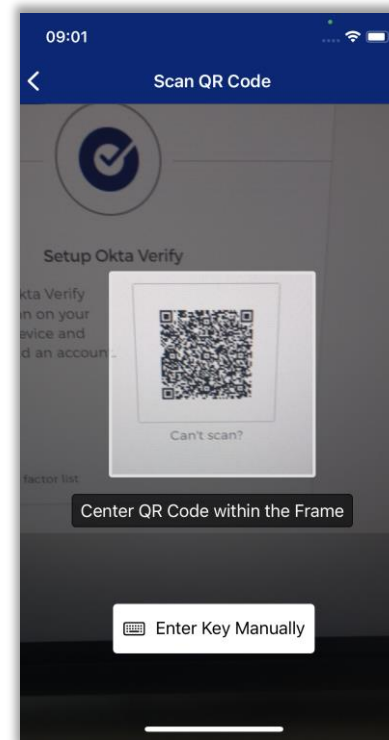 09:01
Scan QR Code
Setup Okta Verify
kta Verify
n on your
evice and
d an account.
Can't scan?
factor list
Center QR Code within the Frame
Enter Key Manually